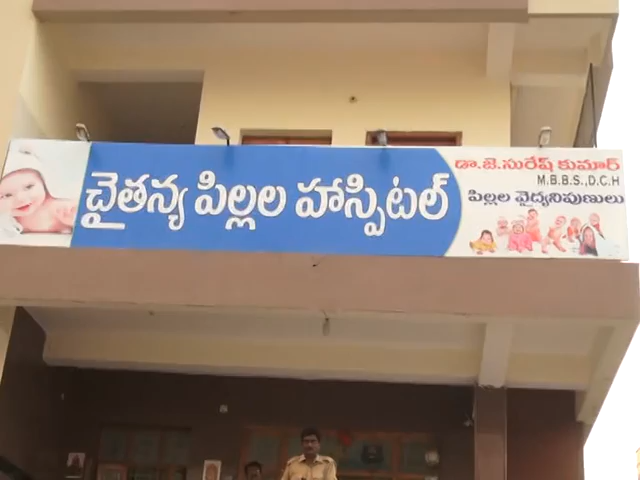 చైతన్య పిల్లల హాస్పిటల్
డా.జె.సురేష్ కుమార్
M.B.B.S.,D.C.H
పిల్లల వైద్యనిపుణులు